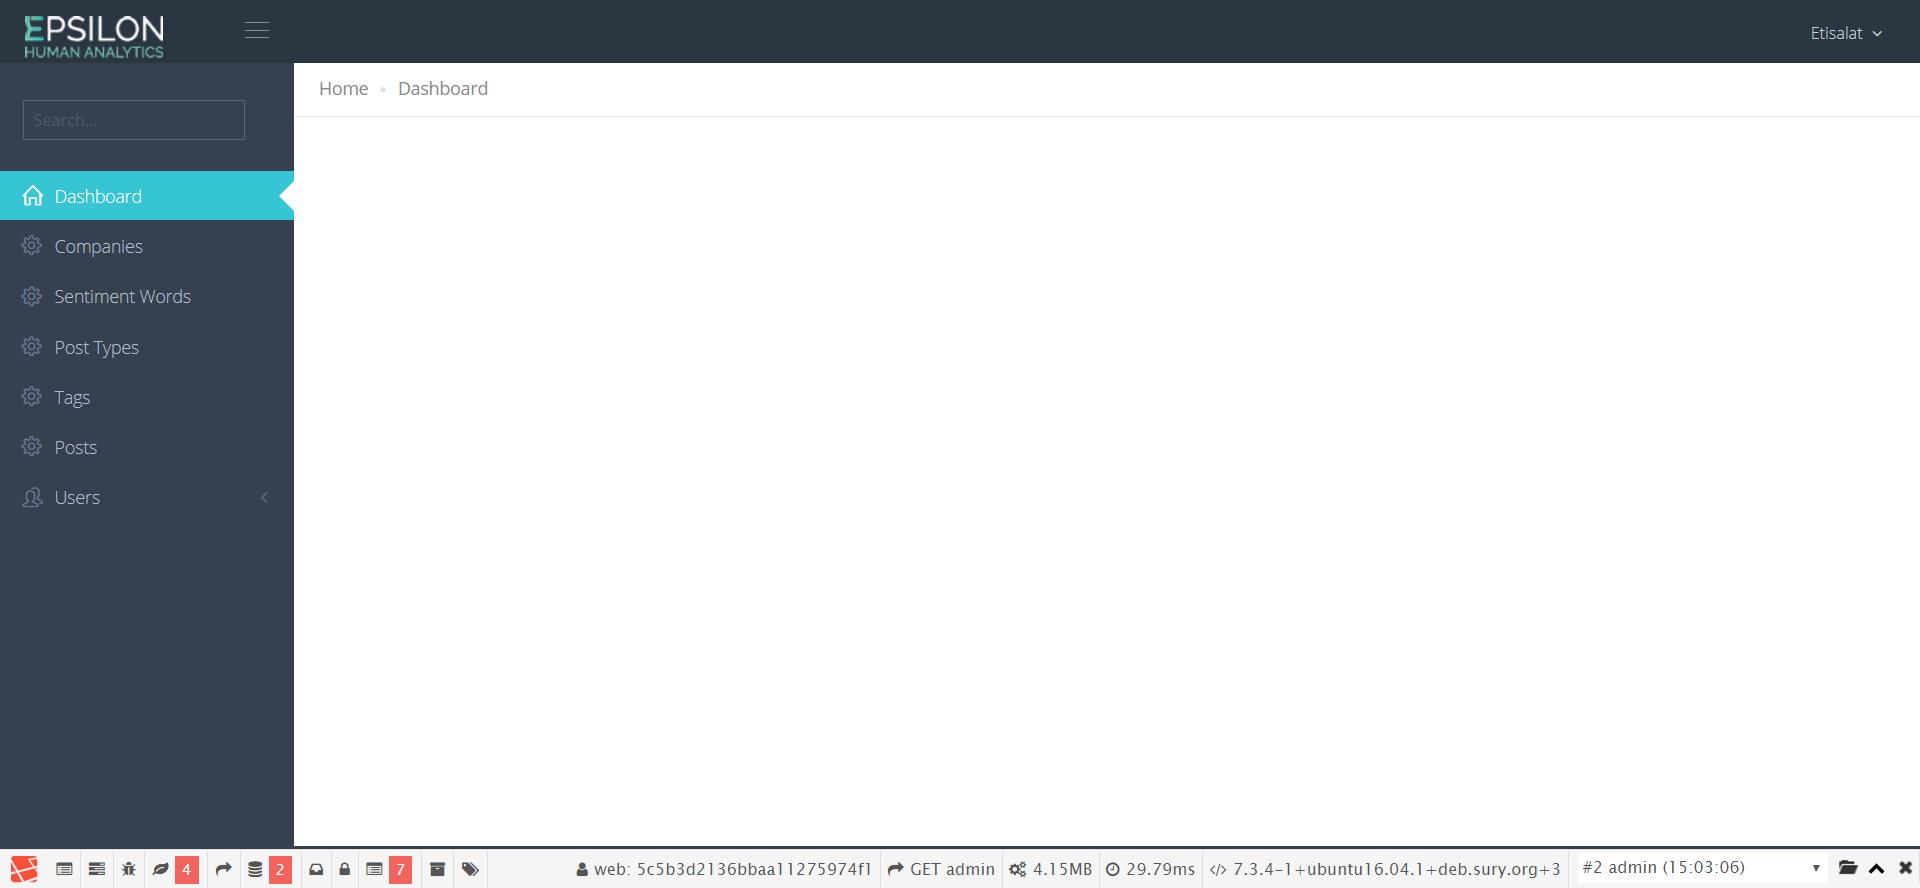 EPSILON
HUMAN ANALYTICS
Etisalat
Home Dashboard
Search...
Dashboard
Companies
Sentiment Words
Post Types
Tags
Posts
Users
4 2 7 web: 5c5b3d2136bbaa11275974f1 GET admin 4.15MB 29.79ms 7.3.4-1+ubuntu16.04.1+deb.sury.org+3 #2 admin (15:03:06)